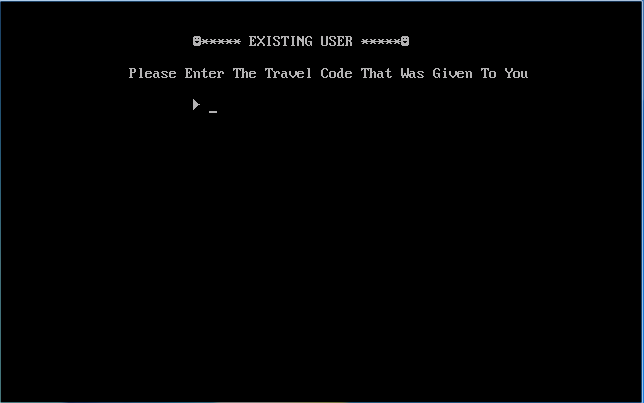 ☻***** EXISTING USER *****☻
Please Enter The Travel Code That Was Given To You
► _